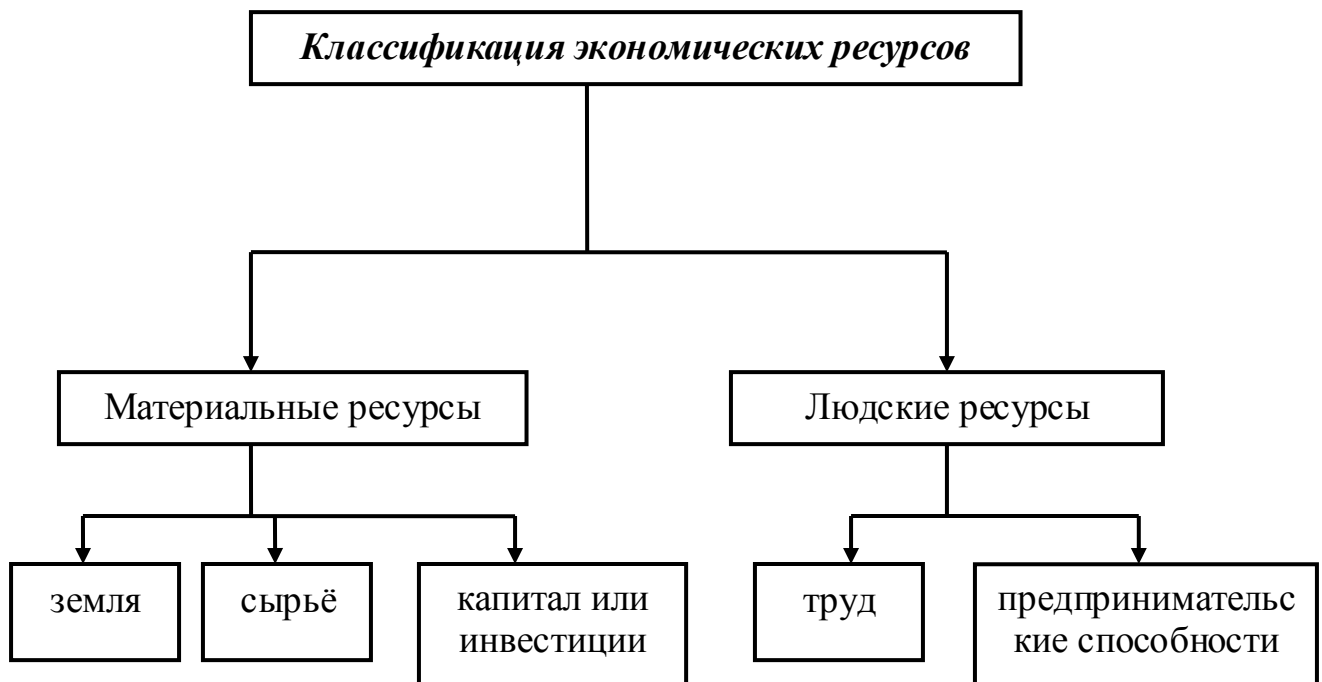 Классификация экономических ресурсов
Материальные ресурсы
Людские ресурсы
земля
сырьё
капитал или
инвестиции
труд
предпринимательс
кие способности